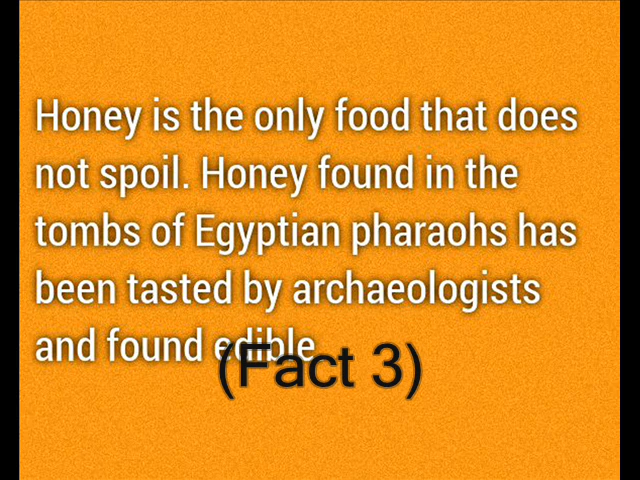 Honey is the only food that does
not spoil. Honey found in the
tombs of Egyptian pharaohs has
been tasted by archaeologists
and found edible
(Fact 3)